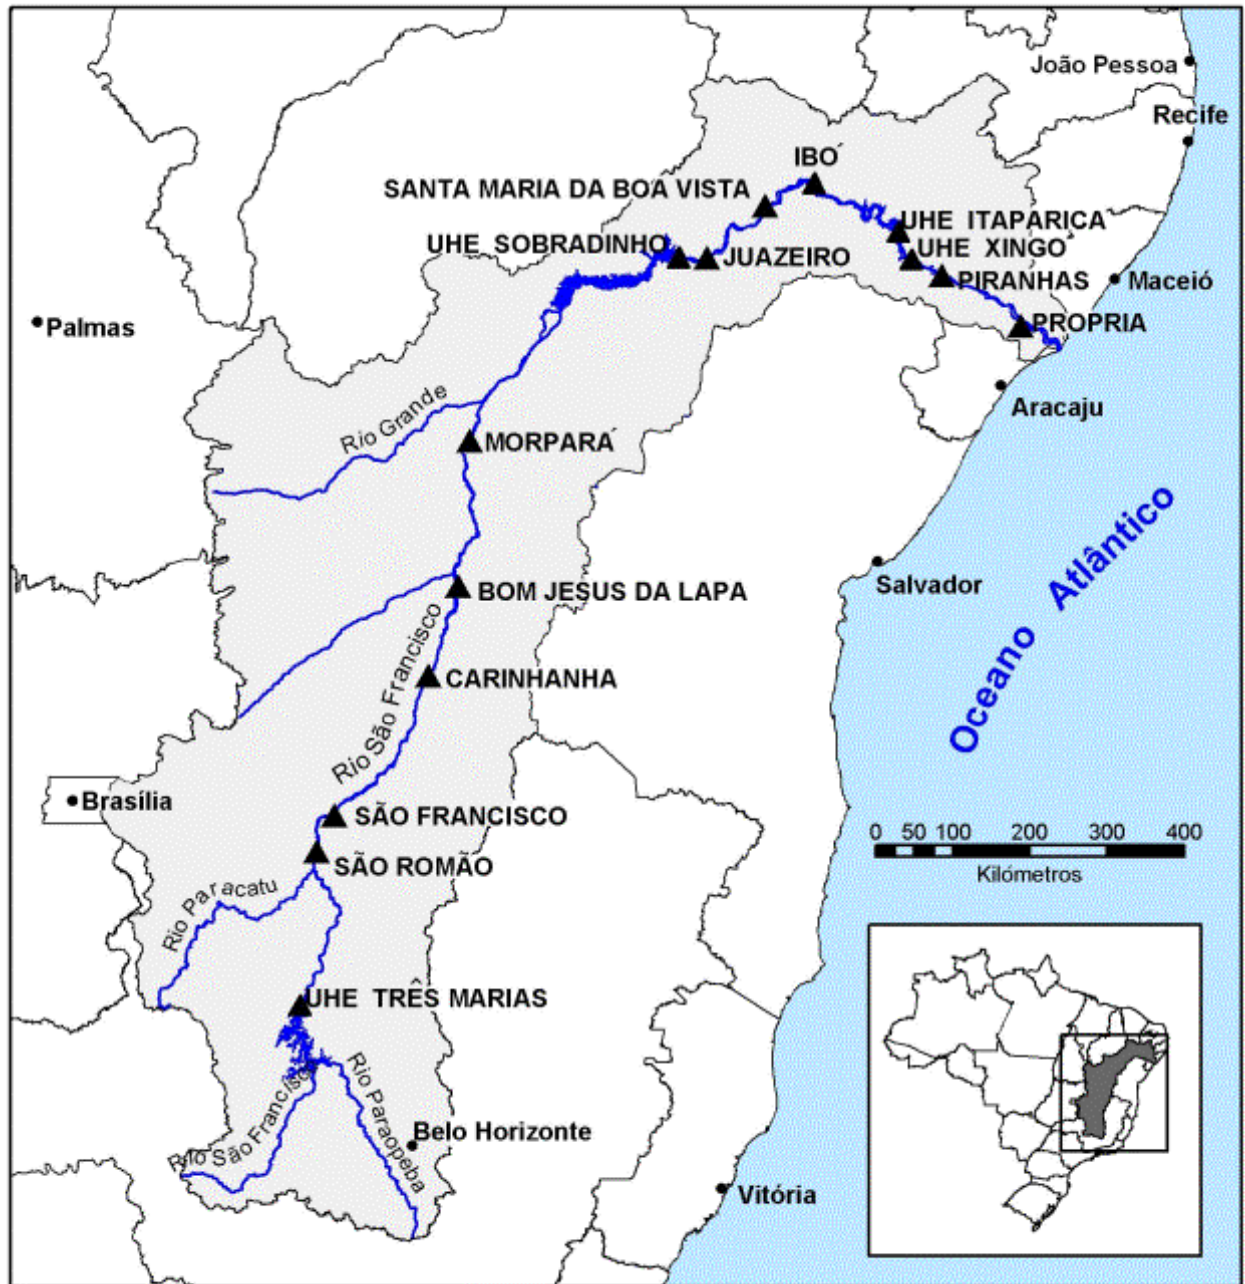 João Pessoa
Recife
IBO´
SANTA MARIA DA BOA VISTA
UHE ITAPARICA
UHE SOBRADINHO
JUAZEIRO
UHE XINGO´
PIRANHAS
Maceió
Palmas
PROPRIA
Rio Grande
Aracaju
MORPARÁ
Oceano Atlântico
Salvador
BOM JESUS DA LAPA
Rio São Francisco
CARINHANHA
Brasília
SÃO FRANCISCO
SÃO ROMÃO
0 50 100 200 300 400
Kilómetros
Rio Paracatu
UHE TRÊS MARIAS
Rio São Francisco
Rio Paraopeba
Belo Horizonte
Vitória